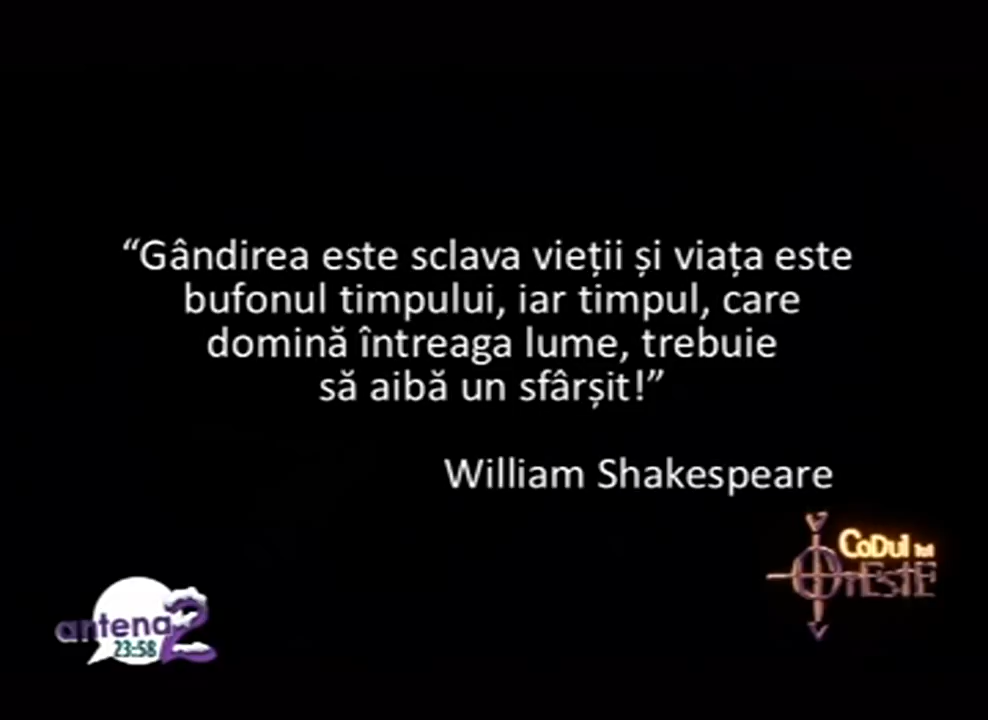 “Gândirea este sclava vieții și viața este
bufonul timpului, iar timpul, care
domină întreaga lume, trebuie
să aibă un sfârșit!”
William Shakespeare
CoDul lui
OrESTE
antena 2
23:58